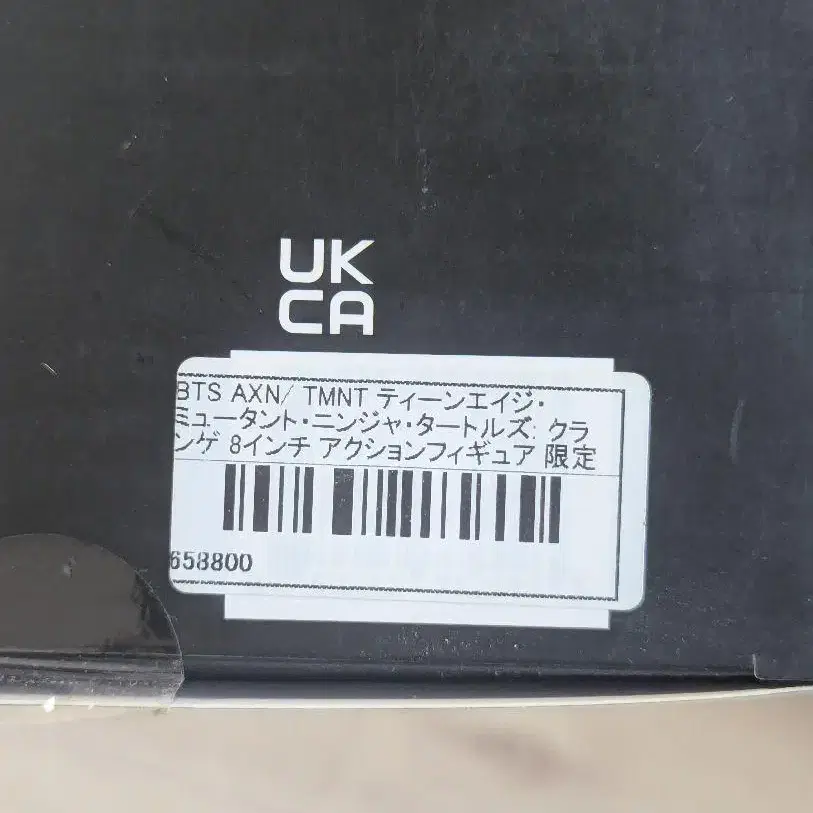 UK
CA
BTS AXN/ TMNT ティーンエイジ・
ミュータント・ニンジャ・タートルズ: クラ
ンゲ 8インチ アクションフィギュア 限定
658800